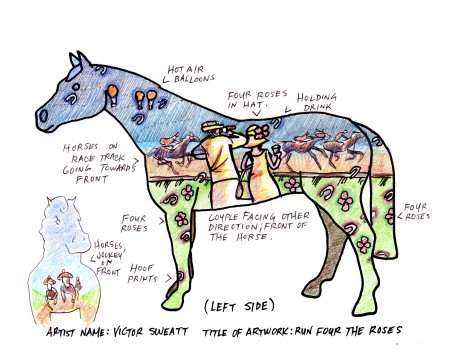 HOT AIR
BALLOONS
FOUR ROSES
IN HAT.
HOLDING
DRINK
HORSES ON
RACE TRACK
GOING TOWARDS
FRONT
FOUR
ROSES
COUPLE FACING OTHER
DIRECTION; FRONT OF
THE HORSE.
FOUR
ROSES
HORSES,
JOCKEY
ON
FRONT
HOOF
PRINTS
(LEFT SIDE)
ARTIST NAME: VICTOR SWEATT TITLE OF ARTWORK: RUN FOUR THE ROSES